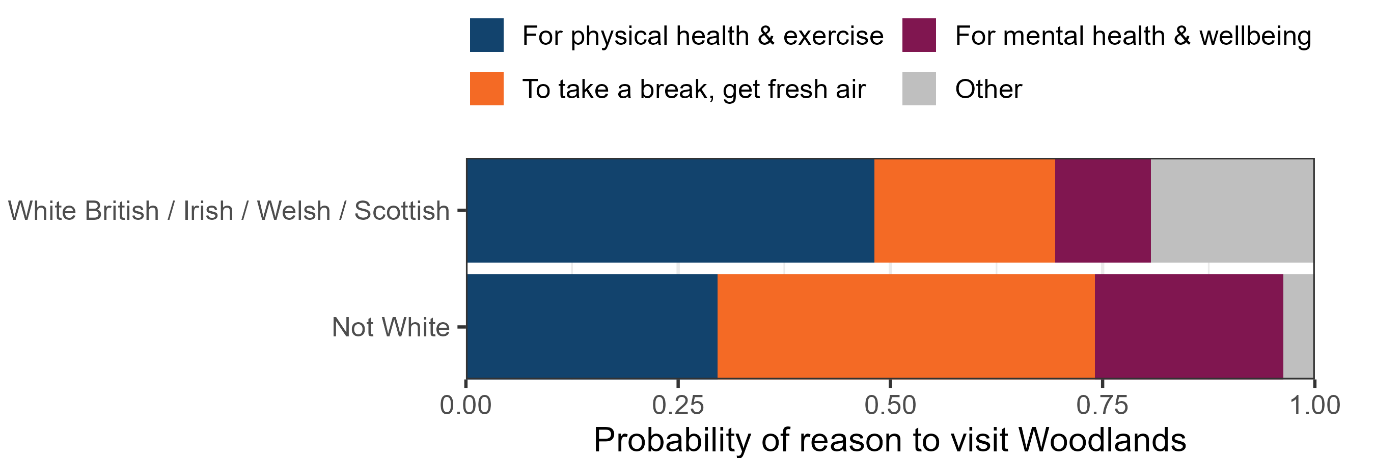 For physical health & exercise For mental health & wellbeing
To take a break, get fresh air Other
White British / Irish / Welsh / Scottish
Not White
0.00 0.25 0.50 0.75 1.00
Probability of reason to visit Woodlands